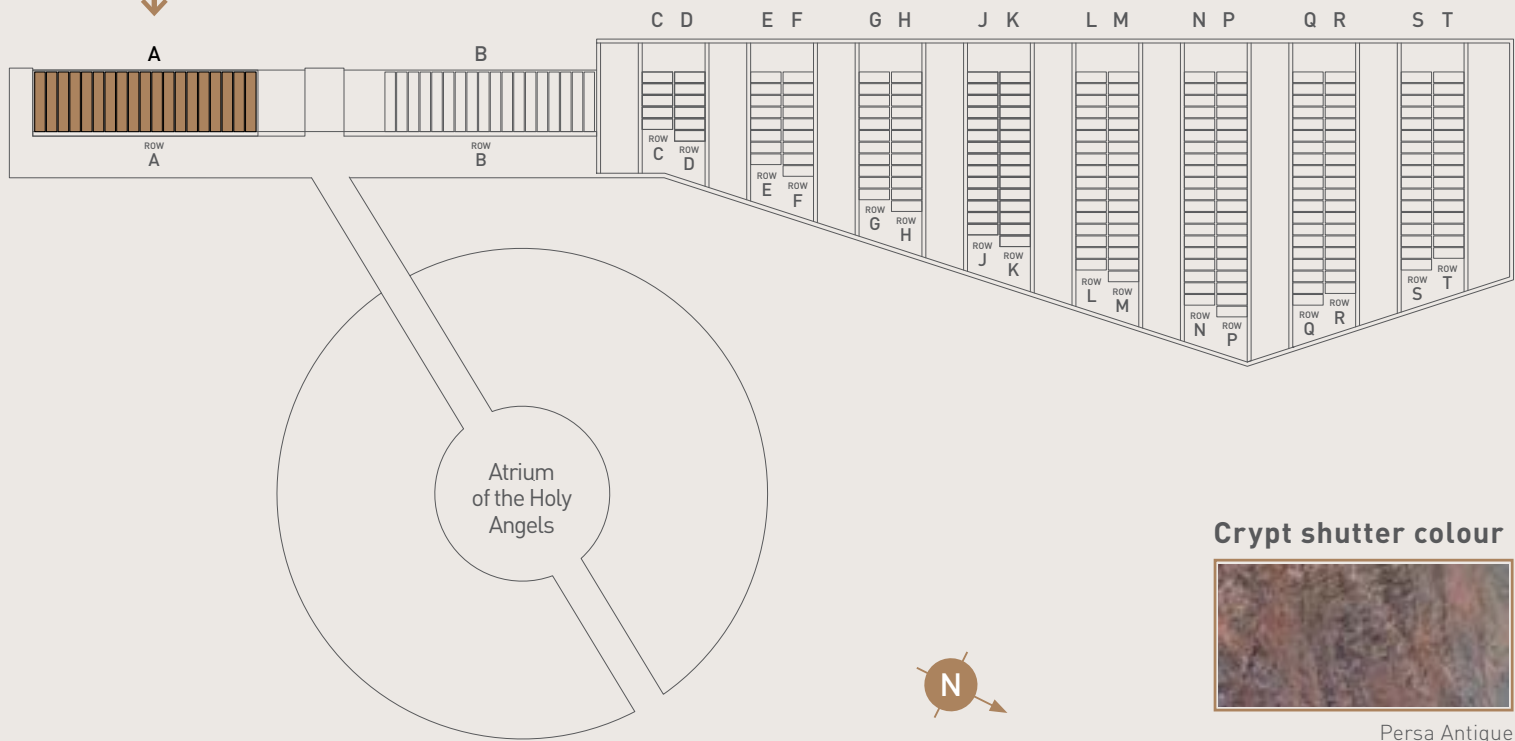 C D E F G H J K L M N P Q R S T
A B
ROW
A
ROW
B
ROW
C
ROW
D
ROW
E
ROW
F
ROW
G
ROW
H
ROW
J
ROW
K
ROW
L
ROW
M
ROW
N
ROW
P
ROW
Q
ROW
R
ROW
S
ROW
T
Atrium
of the Holy
Angels
N
Crypt shutter colour
Persa Antique